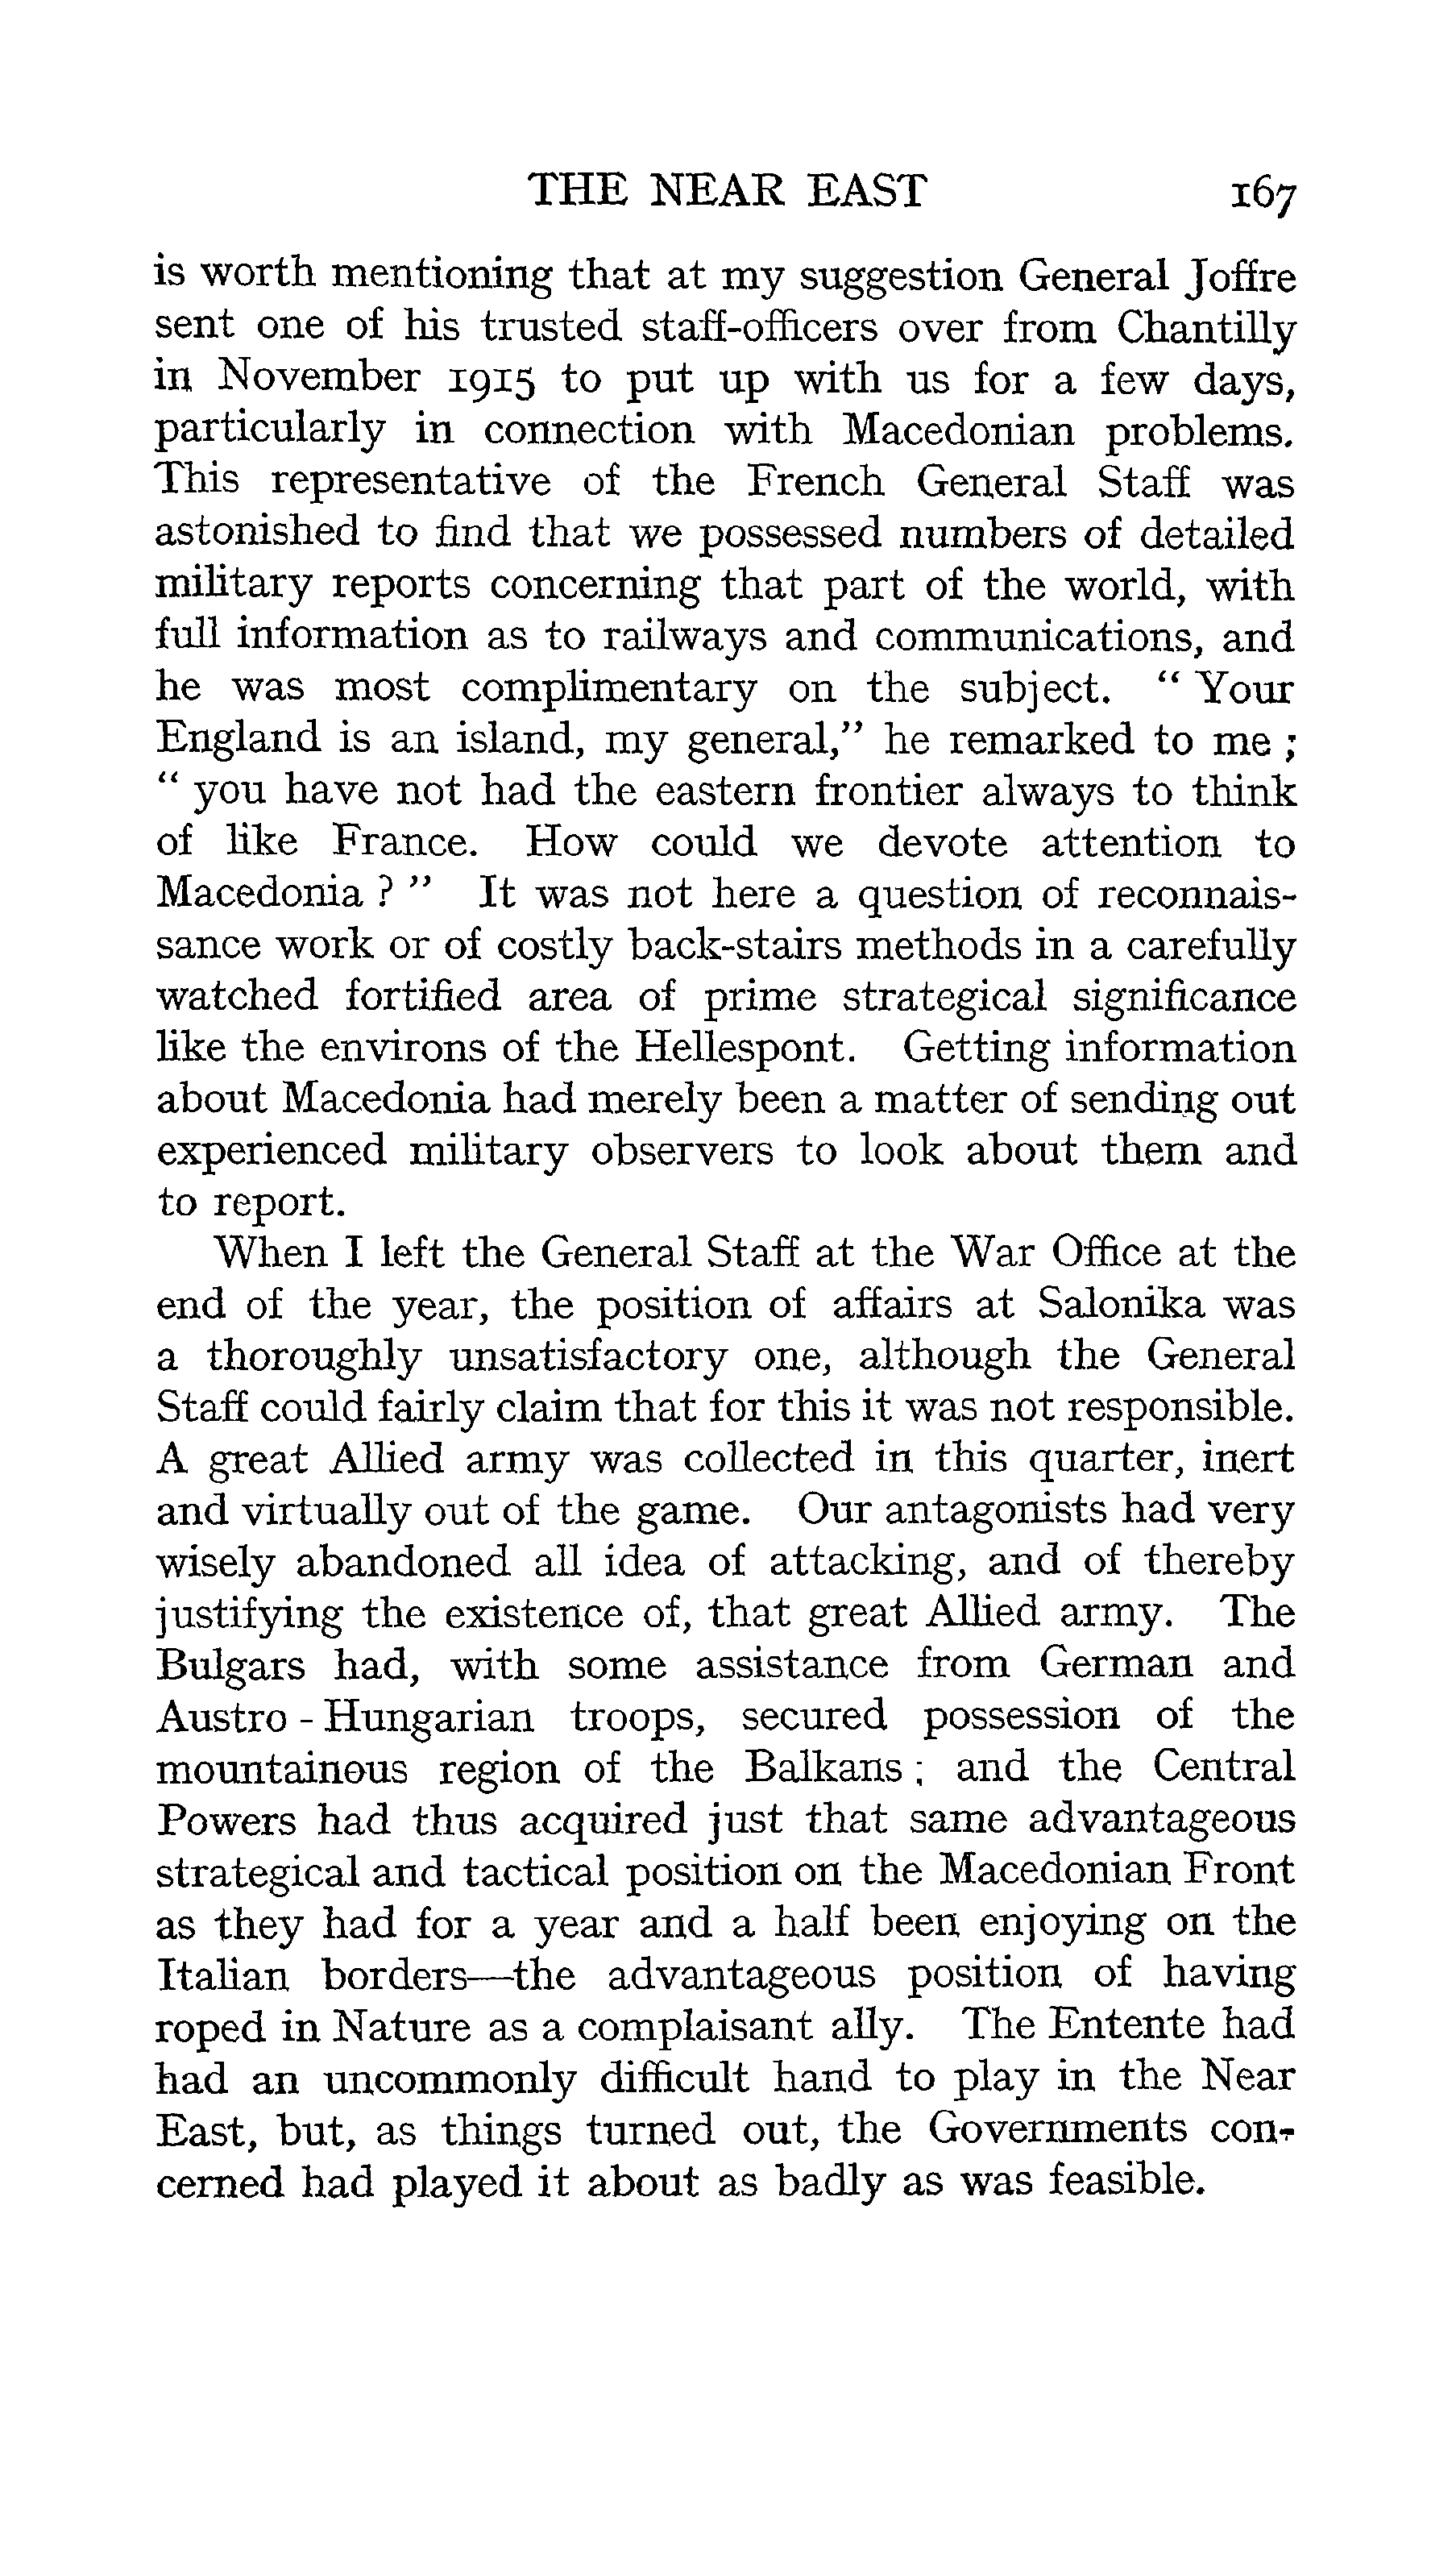 THE NEAR EAST 167
is worth mentioning that at my suggestion General Joffre
sent one of his trusted staff-officers over from Chantilly
in November 1915 to put up with us for a few days,
particularly in connection with Macedonian problems.
This representative of the French General Staff was
astonished to find that we possessed numbers of detailed
military reports concerning that part of the world, with
full information as to railways and communications, and
he was most complimentary on the subject. “ Your
England is an island, my general,” he remarked to me ;
“ you have not had the eastern frontier always to think
of like France. How could we devote attention to
Macedonia ? ” It was not here a question of reconnais-
sance work or of costly back-stairs methods in a carefully
watched fortified area of prime strategical significance
like the environs of the Hellespont. Getting information
about Macedonia had merely been a matter of sending out
experienced military observers to look about them and
to report.
When I left the General Staff at the War Office at the
end of the year, the position of affairs at Salonika was
a thoroughly unsatisfactory one, although the General
Staff could fairly claim that for this it was not responsible.
A great Allied army was collected in this quarter, inert
and virtually out of the game. Our antagonists had very
wisely abandoned all idea of attacking, and of thereby
justifying the existence of, that great Allied army. The
Bulgars had, with some assistance from German and
Austro - Hungarian troops, secured possession of the
mountainous region of the Balkans ; and the Central
Powers had thus acquired just that same advantageous
strategical and tactical position on the Macedonian Front
as they had for a year and a half been enjoying on the
Italian borders—the advantageous position of having
roped in Nature as a complaisant ally. The Entente had
had an uncommonly difficult hand to play in the Near
East, but, as things turned out, the Governments con-
cerned had played it about as badly as was feasible.